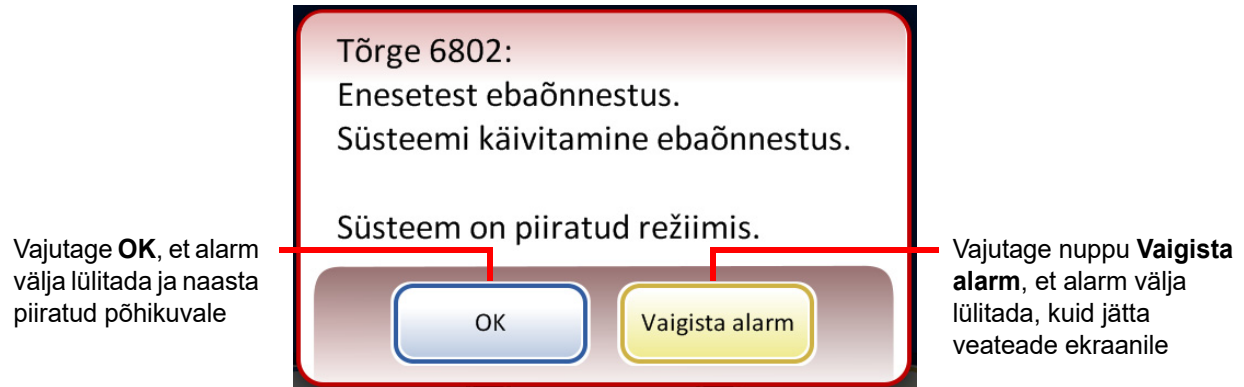 Tõrge 6802:
Enesetest ebaõnnestus.
Süsteemi käivitamine ebaõnnestus.
Süsteem on piiratud režiimis.
Vajutage OK, et alarm
välja lülitada ja naasta
piiratud põhikuvale
OK
Vaigista alarm
Vajutage nuppu Vaigista
alarm, et alarm välja
lülitada, kuid jätta
veateade ekraanile